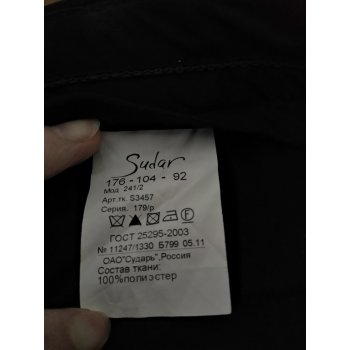 Sudar
176 - 104 - 92
Мод. 241/2
Арт.тк. S3457
Серия. 179/р
ГОСТ 25295-2003
№ 11247/1330 Б799 05.11
ОАО"Сударь",Россия
Состав ткани:
100%полиэстер